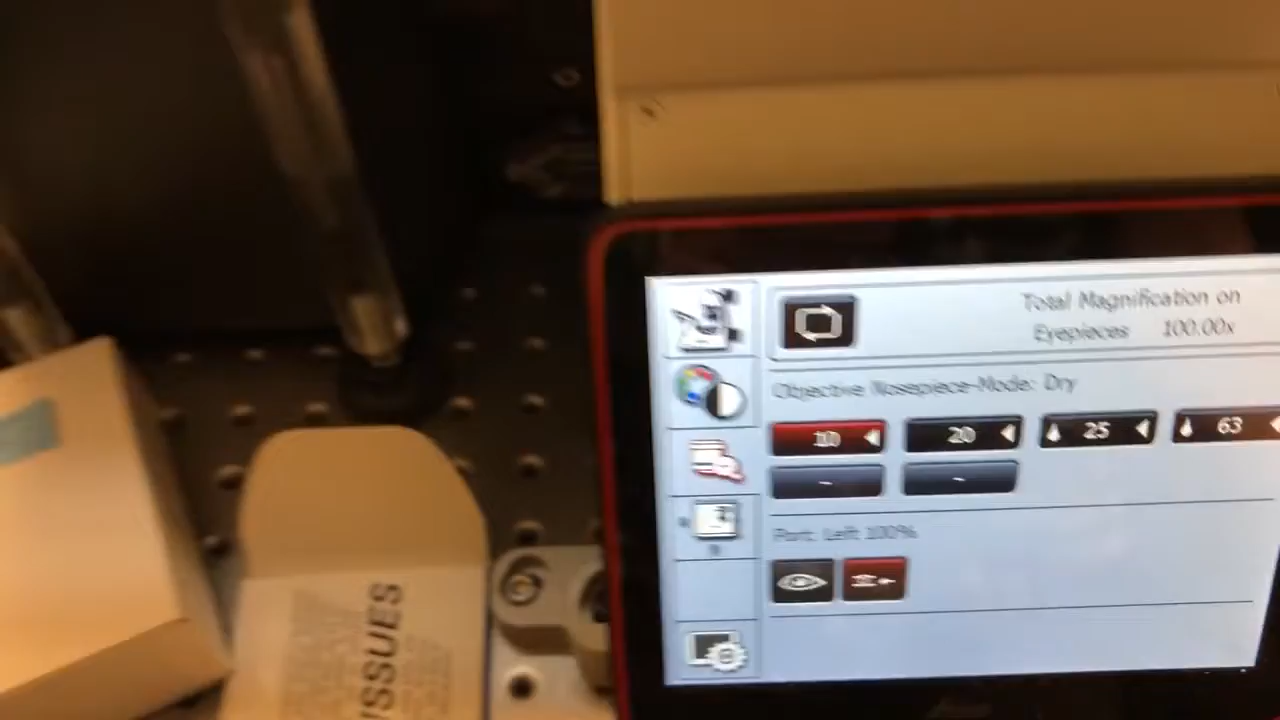 Total Magnification on
Eyepieces 100.00x
Objective Nosepiece-Mode: Dry
10 20 25 63
- -
Port: Left 100%
ISSUES